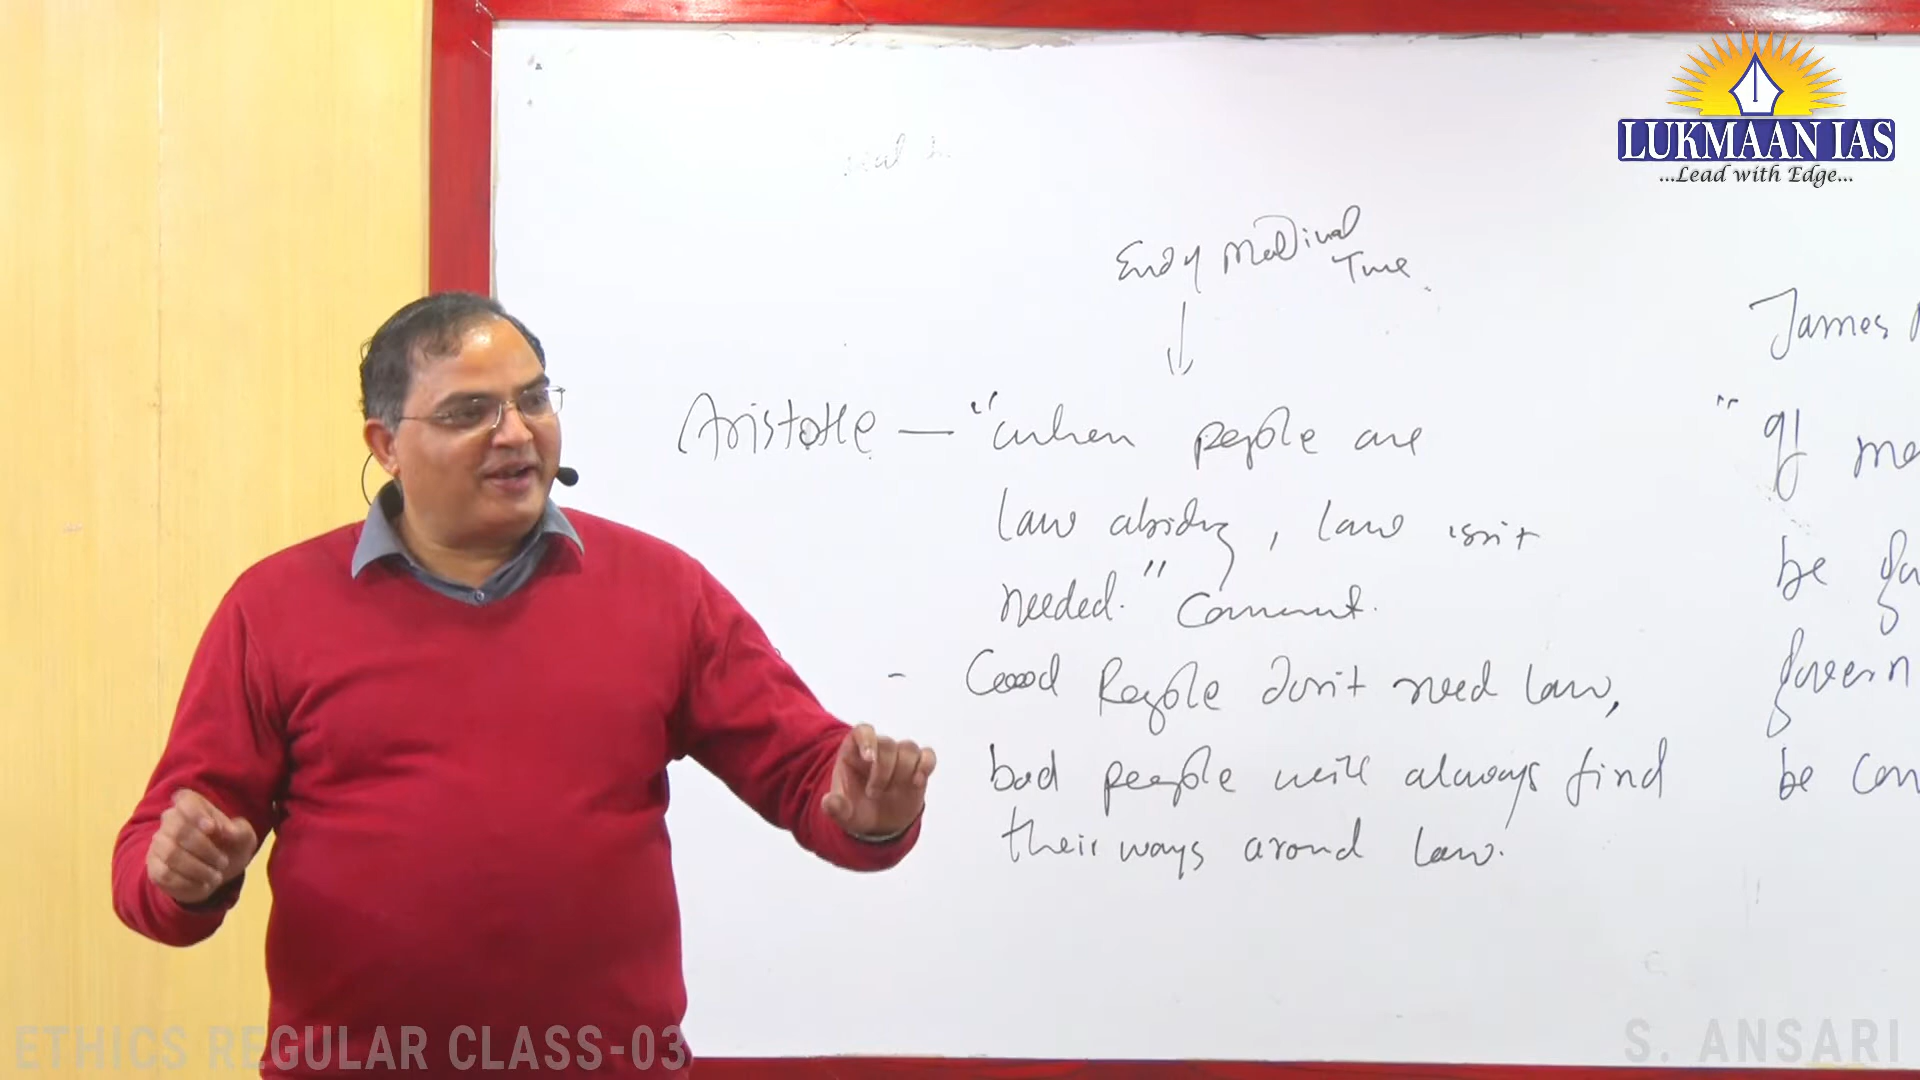 LUKMAAN IAS
...Lead with Edge...
Medival
Time
Aristotle — "when people are
law abiding, law isn't
needed." Comment.
- Good People don't need law,
bad people will always find
their ways around law.
James
" If me
be go
govern
be con
ETHICS REGULAR CLASS-03
S. ANSARI